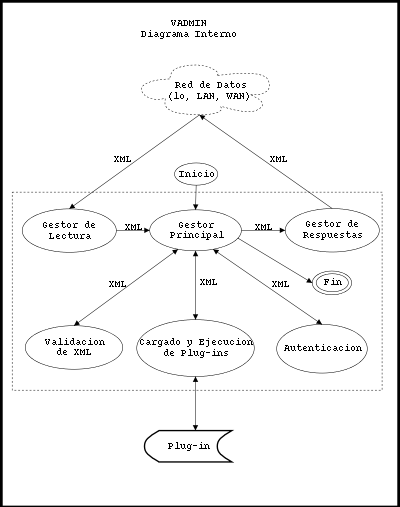 VADMIN
Diagrama Interno
Red de Datos
(lo, LAN, WAN)
XML
XML
Inicio
Gestor de
Lectura
XML
Gestor
Principal
XML
Gestor de
Respuestas
XML
XML
XML
Fin
Validacion
de XML
Cargado y Ejecucion
de Plug-ins
Autenticacion
Plug-in